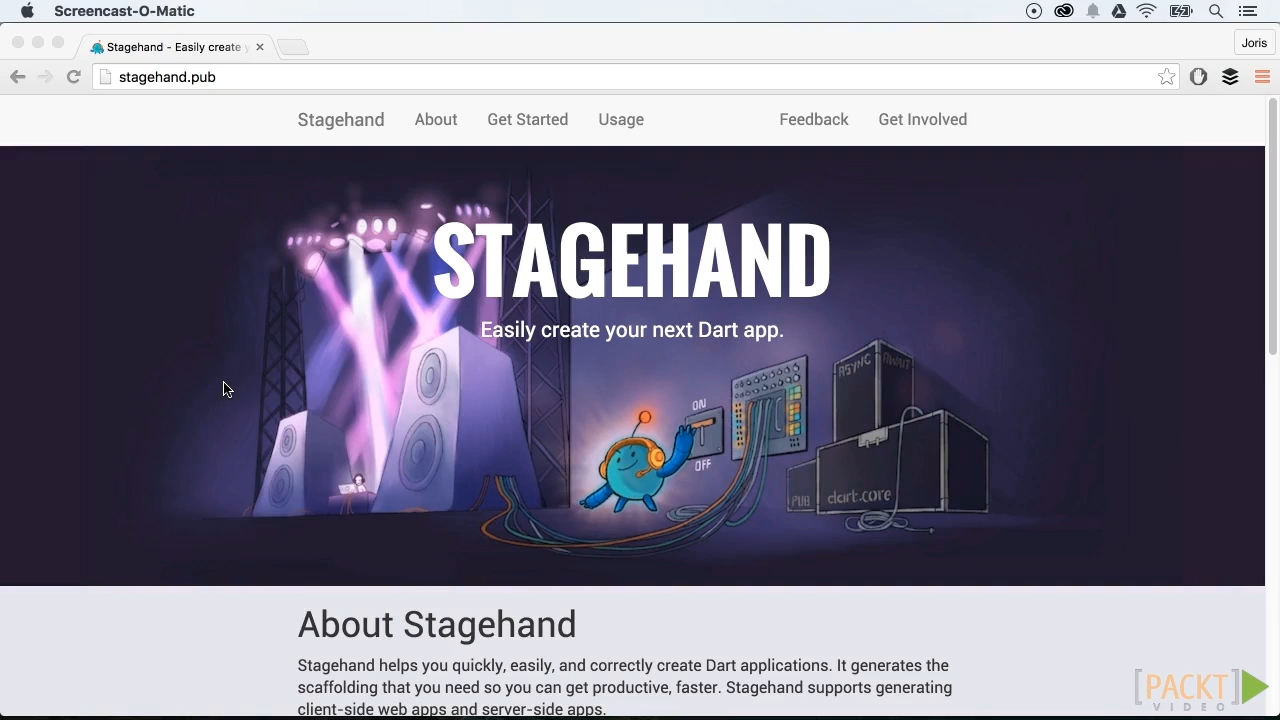 Screencast-O-Matic
Stagehand - Easily create y
Joris
stagehand.pub
Stagehand About Get Started Usage Feedback Get Involved
STAGEHAND
Easily create your next Dart app.
ASYNC AWAIT
ON
OFF
PUB dart.core
About Stagehand
Stagehand helps you quickly, easily, and correctly create Dart applications. It generates the
scaffolding that you need so you can get productive, faster. Stagehand supports generating
client-side web apps and server-side apps.
[PACKT]
VIDEO